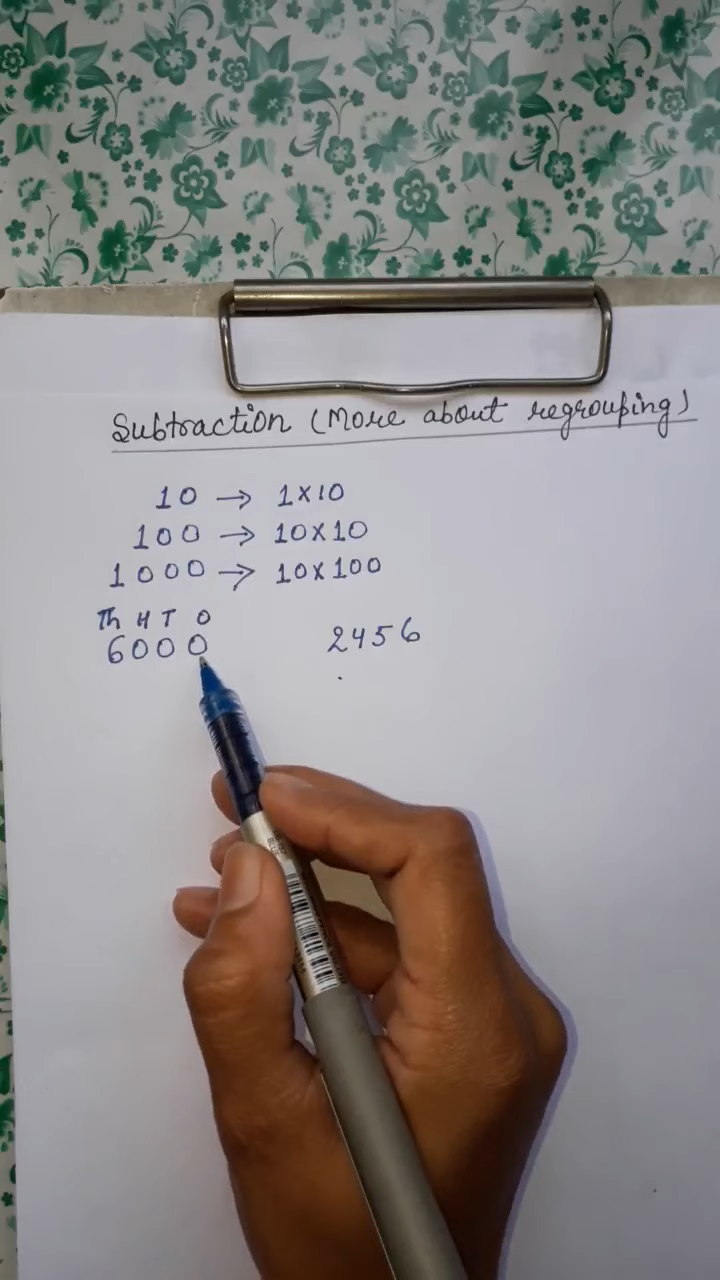 Subtraction (More about regrouping)
10 → 1×10
100 → 10×10
1000 → 10×100
Th H T O
6000 2456